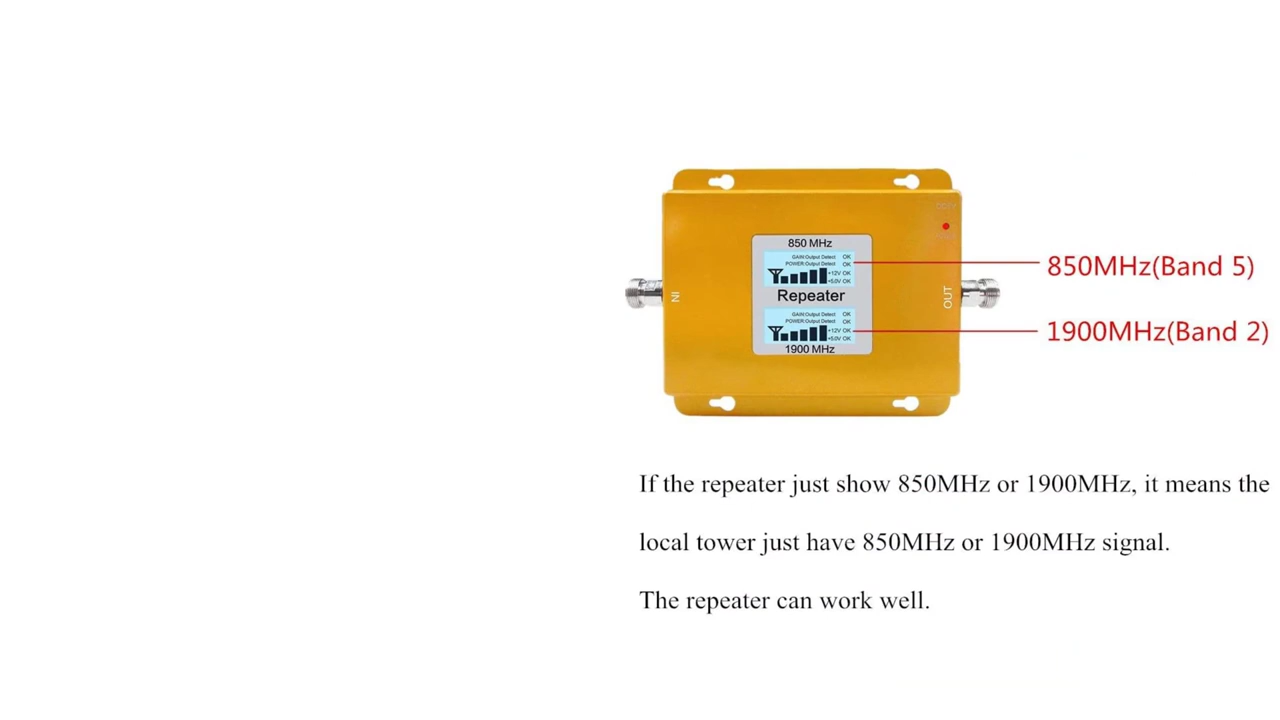 850 MHz
GAIN:Output Detect OK
POWER:Output Detect OK
+12V OK
+5.0V OK
Repeater
GAIN:Output Detect OK
POWER:Output Detect OK
+12V OK
+5.0V OK
1900 MHz
IN
OUT
850MHz(Band 5)
1900MHz(Band 2)
If the repeater just show 850MHz or 1900MHz, it means the
local tower just have 850MHz or 1900MHz signal.
The repeater can work well.